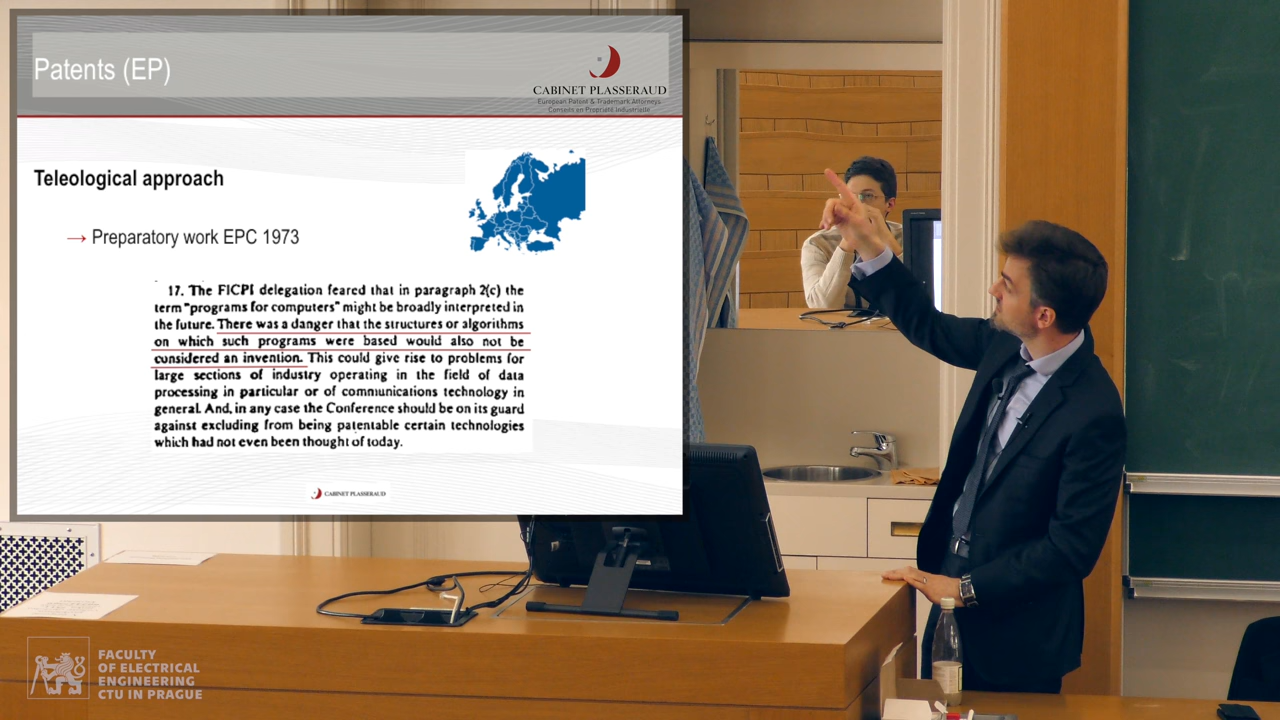 Patents (EP)
CABINET PLASSERAUD
European Patent & Trademark Attorneys
Conseils en Propriété Industrielle
Teleological approach
→ Preparatory work EPC 1973
17. The FICPI delegation feared that in paragraph 2(c) the
term "programs for computers" might be broadly interpreted in
the future. There was a danger that the structures or algorithms
on which such programs were based would also not be
considered an invention. This could give rise to problems for
large sections of industry operating in the field of data
processing in particular or of communications technology in
general. And, in any case the Conference should be on its guard
against excluding from being patentable certain technologies
which had not even been thought of today.
CABINET PLASSERAUD
FACULTY
OF ELECTRICAL
ENGINEERING
CTU IN PRAGUE